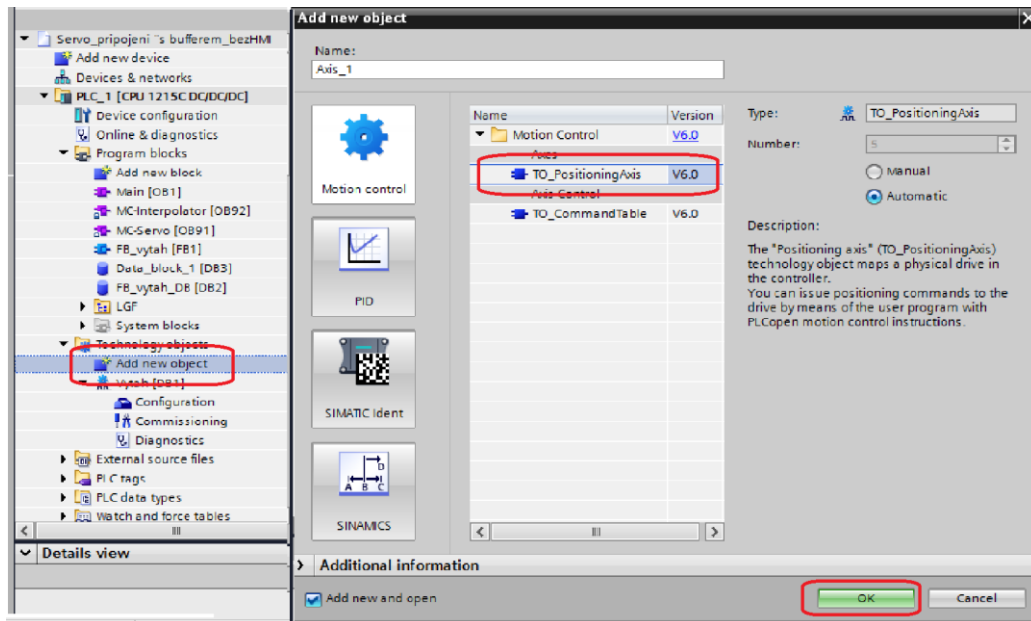 Servo_pripojeni_s bufferem_bezHMI
Add new device
Devices & networks
PLC_1 [CPU 1215C DC/DC/DC]
Device configuration
Online & diagnostics
Program blocks
Add new block
Main [OB1]
MC-Interpolator [OB92]
MC-Servo [OB91]
FB_vytah [FB1]
Data_block_1 [DB3]
FB_vytah_DB [DB2]
LGF
System blocks
Technology objects
Add new object
Vytah [DB1]
Configuration
Commissioning
Diagnostics
External source files
PLC tags
PLC data types
Watch and force tables
Details view
Add new object
Name:
Axis_1
Motion control
PID
SIMATIC Ident
A B C
D
SINAMICS
Name Version
Motion Control V6.0
Axes
TO_PositioningAxis V6.0
Axis Control
TO_CommandTable V6.0
Type: TO_PositioningAxis
Number: 5
Manual
Automatic
Description:
The "Positioning axis" (TO_PositioningAxis)
technology object maps a physical drive in
the controller.
You can issue positioning commands to the
drive by means of the user program with
PLCopen motion control instructions.
Additional information
Add new and open
OK Cancel